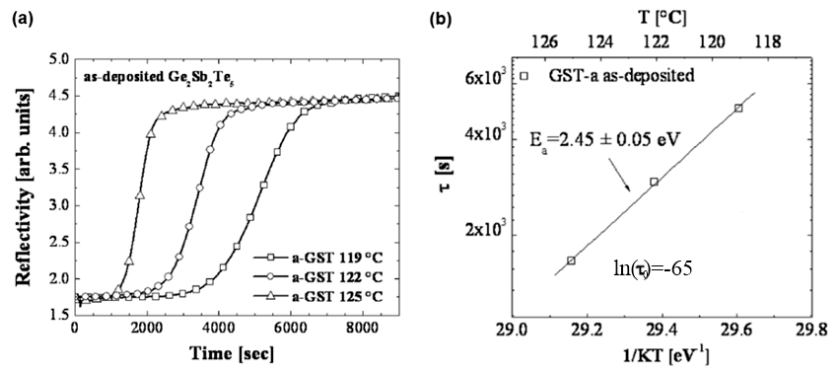 (a)
as-deposited Ge2Sb2Te5
Reflectivity [arb. units]
5.0
4.5
4.0
3.5
3.0
2.5
2.0
1.5
a-GST 119 °C
a-GST 122 °C
a-GST 125 °C
0 2000 4000 6000 8000
Time [sec]
(b)
T [°C]
126 124 122 120 118
GST-a as-deposited
τ [s]
6x10³
4x10³
2x10³
Ea=2.45 ± 0.05 eV
ln(τ0)=-65
29.0 29.2 29.4 29.6 29.8
1/KT [eV⁻¹]